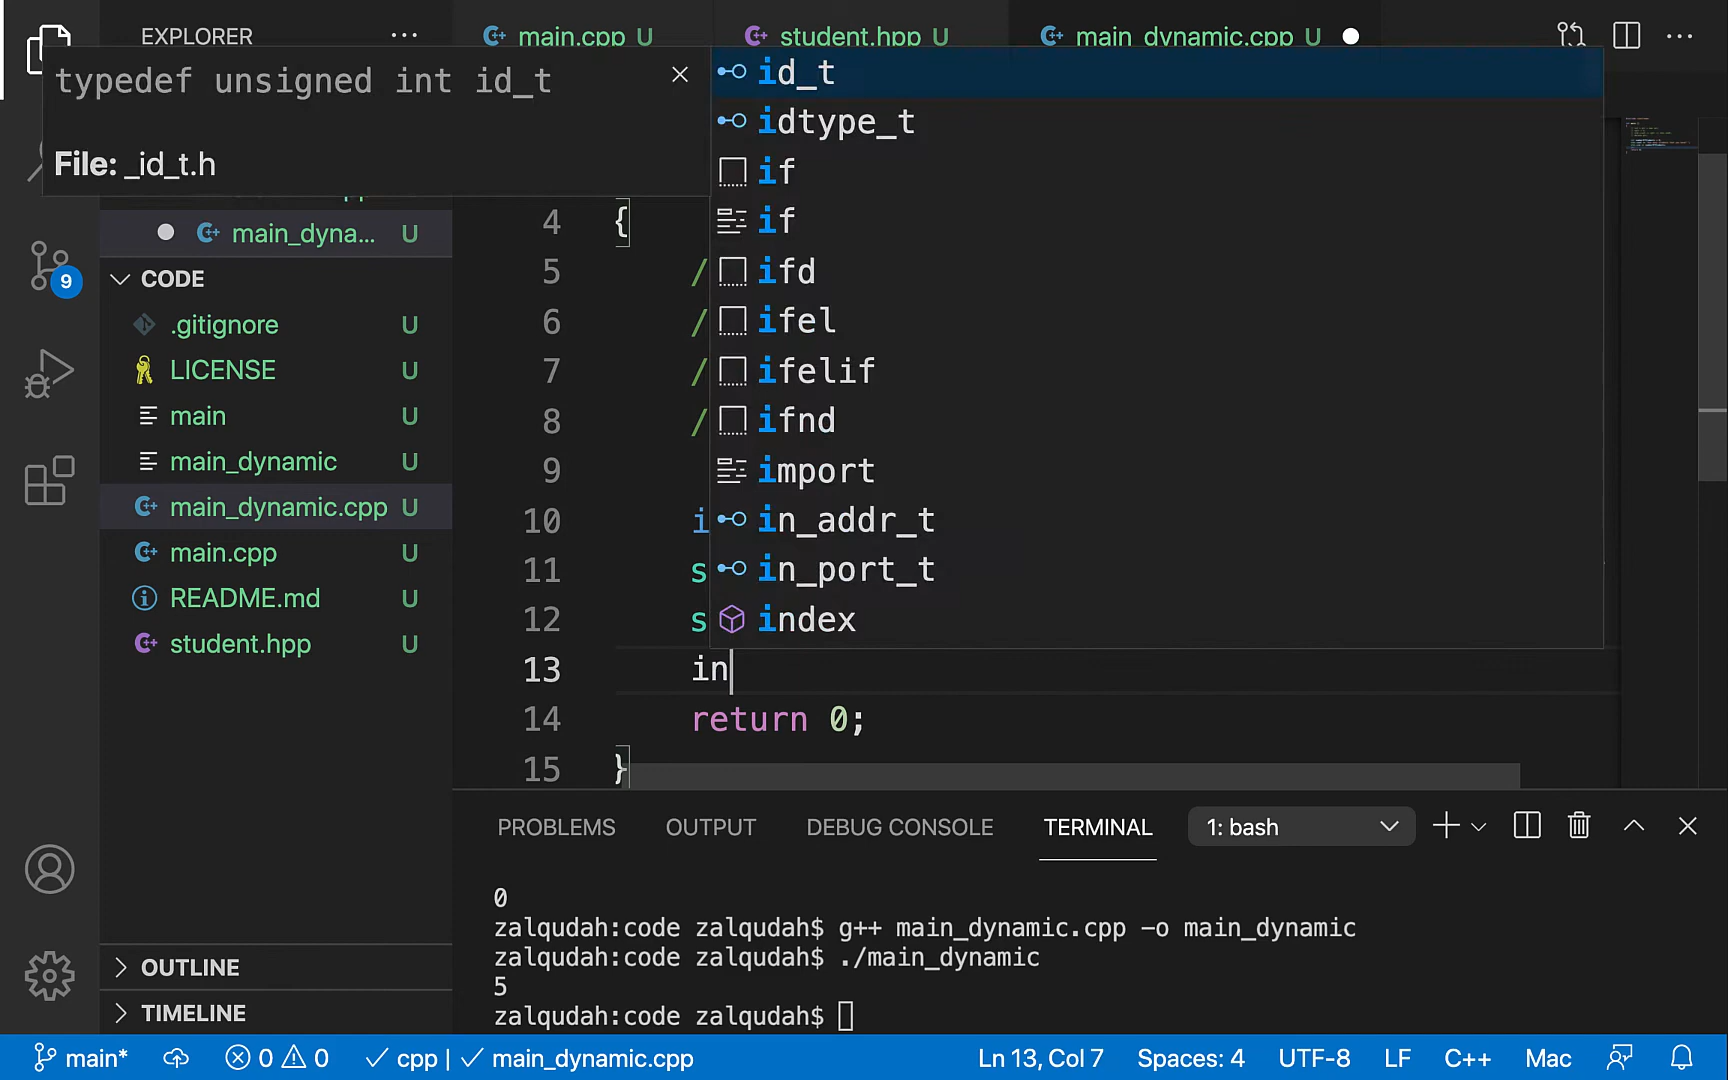 EXPLORER ...
main.cpp U
student.hpp U
main_dynamic.cpp U
typedef unsigned int id_t
File: _id_t.h
id_t
idtype_t
if
if
ifd
ifel
ifelif
ifnd
import
in_addr_t
in_port_t
index
main_dyna... U
CODE
.gitignore U
LICENSE U
main U
main_dynamic U
main_dynamic.cpp U
main.cpp U
README.md U
student.hpp U
OUTLINE
TIMELINE
9
4 {
5 /
6 /
7 /
8 /
9
10 i
11 s
12 s
13 in
14 return 0;
15 }
PROBLEMS OUTPUT DEBUG CONSOLE TERMINAL 1: bash
0
zalqudah:code zalqudah$ g++ main_dynamic.cpp -o main_dynamic
zalqudah:code zalqudah$ ./main_dynamic
5
zalqudah:code zalqudah$
main* 0 0 cpp | main_dynamic.cpp Ln 13, Col 7 Spaces: 4 UTF-8 LF C++ Mac